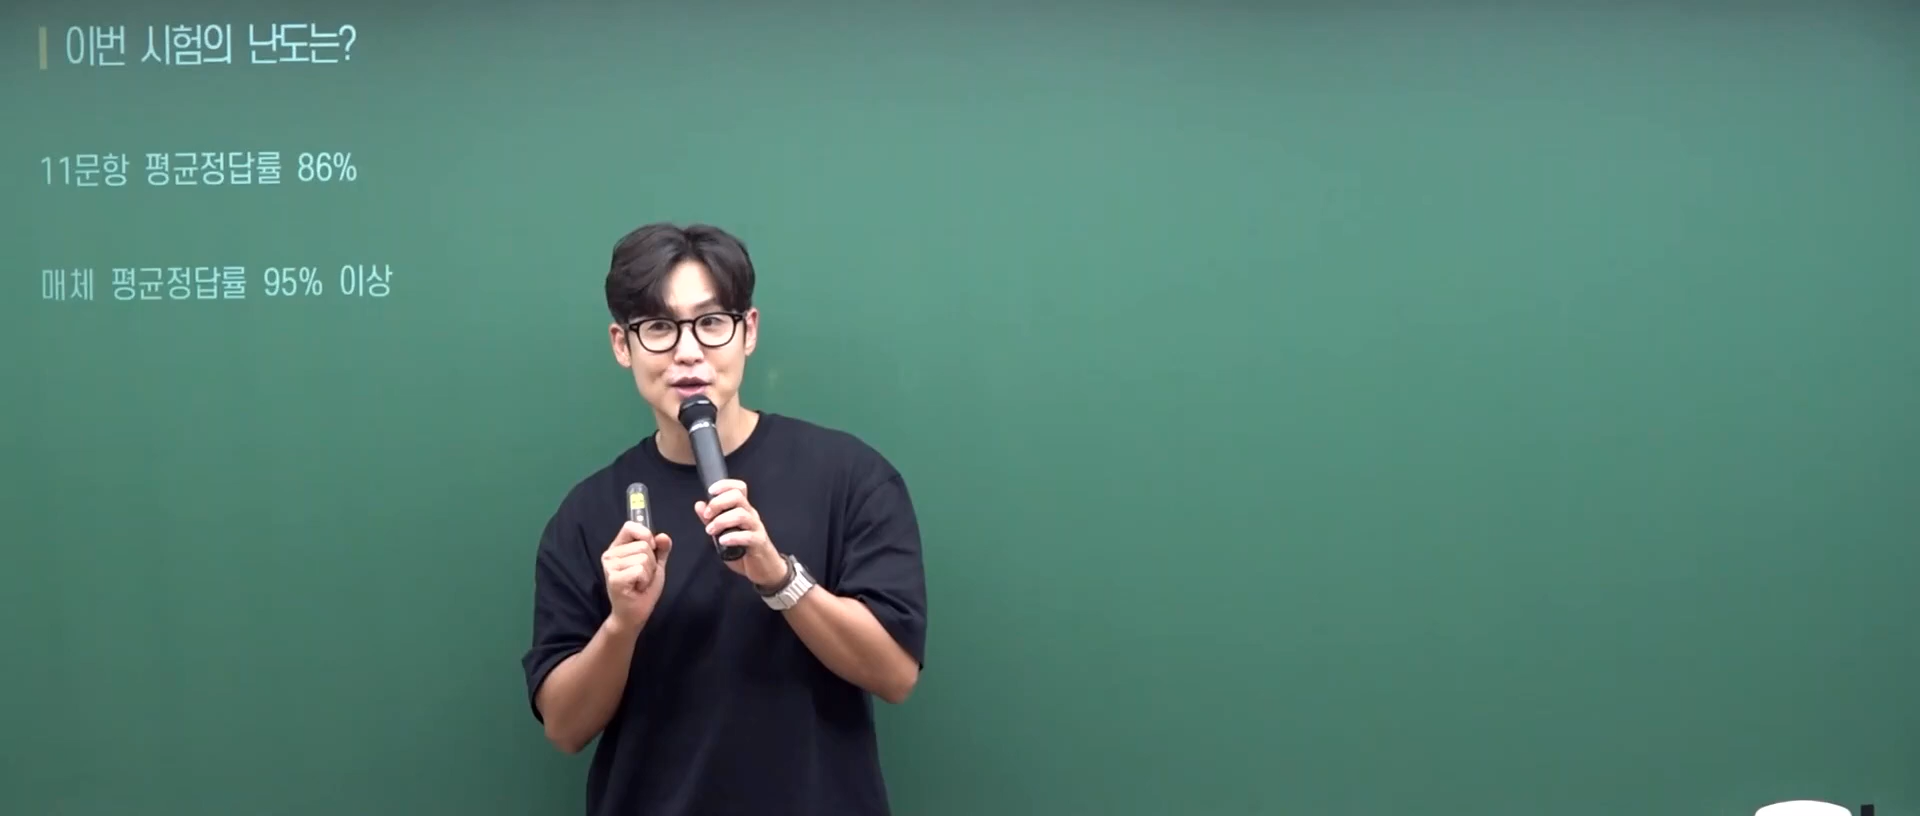 이번 시험의 난도는?
11문항 평균정답률 86%
매체 평균정답률 95% 이상